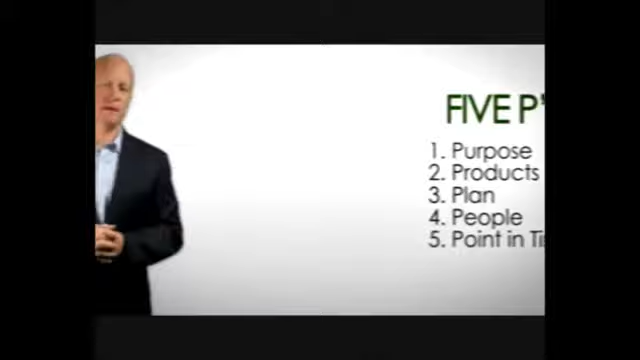 FIVE P'
1. Purpose
2. Products
3. Plan
4. People
5. Point in Ti